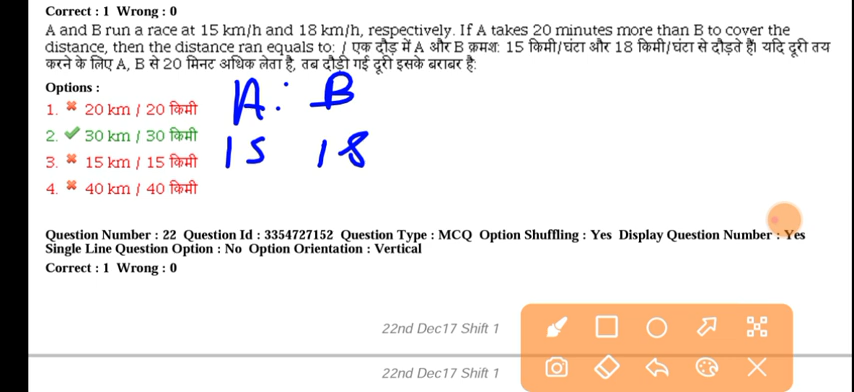 Correct : 1 Wrong : 0
A and B run a race at 15 km/h and 18 km/h, respectively. If A takes 20 minutes more than B to cover the
distance, then the distance ran equals to: / एक दौड़ में A और B क्रमश: 15 किमी/घंटा और 18 किमी/घंटा से दौड़ते हैं। यदि दूरी तय
करने के लिए A, B से 20 मिनट अधिक लेता है, तब दौड़ी गई दूरी इसके बराबर है:
Options :
1. 20 km / 20 किमी
2. 30 km / 30 किमी
3. 15 km / 15 किमी
4. 40 km / 40 किमी
A : B
15 18
Question Number : 22 Question Id : 3354727152 Question Type : MCQ Option Shuffling : Yes Display Question Number : Yes
Single Line Question Option : No Option Orientation : Vertical
Correct : 1 Wrong : 0
22nd Dec17 Shift 1
22nd Dec17 Shift 1